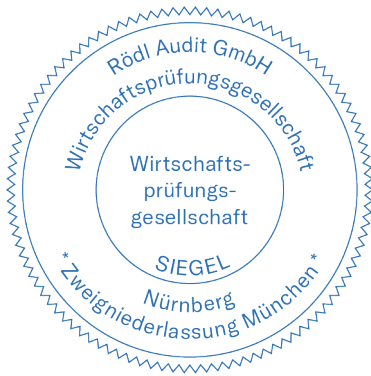 Rödl Audit GmbH
Wirtschaftsprüfungsgesellschaft
Wirtschafts-
prüfungs-
gesellschaft
SIEGEL
Nürnberg
* Zweigniederlassung München *